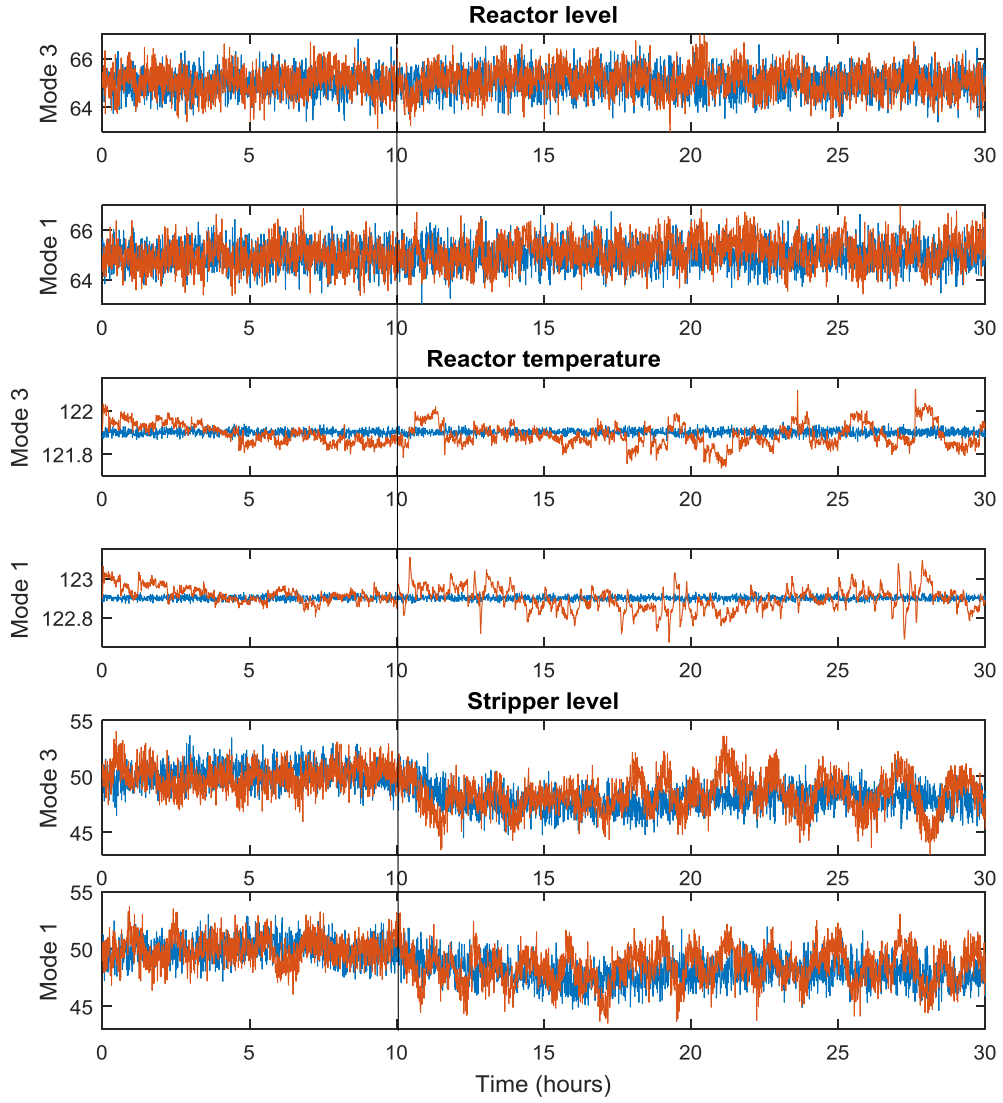 Reactor level
Mode 3
66
64
0 5 10 15 20 25 30
Mode 1
66
64
0 5 10 15 20 25 30
Reactor temperature
Mode 3
122
121.8
0 5 10 15 20 25 30
Mode 1
123
122.8
0 5 10 15 20 25 30
Stripper level
Mode 3
55
50
45
0 5 10 15 20 25 30
Mode 1
55
50
45
0 5 10 15 20 25 30
Time (hours)